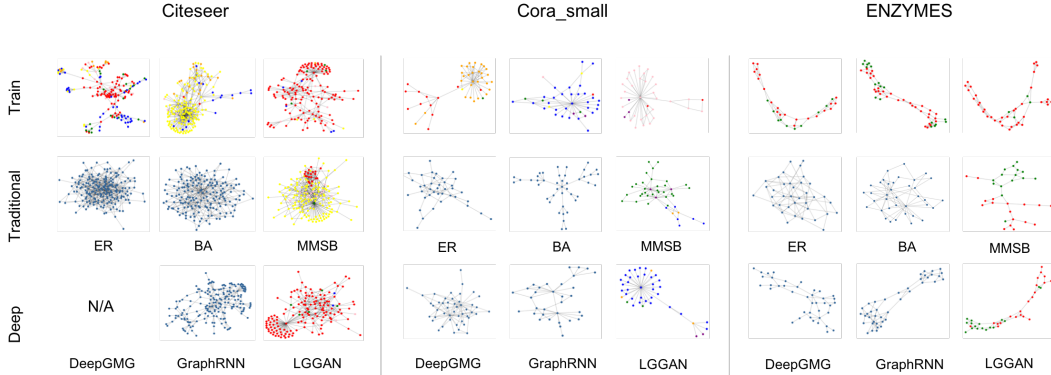 Citeseer Cora_small ENZYMES
Train
Traditional
ER BA MMSB ER BA MMSB ER BA MMSB
Deep
N/A
DeepGMG GraphRNN LGGAN DeepGMG GraphRNN LGGAN DeepGMG GraphRNN LGGAN